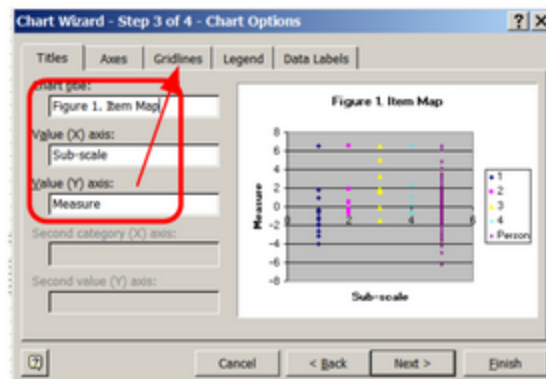 Chart Wizard - Step 3 of 4 - Chart Options
Titles Axes Gridlines Legend Data Labels
Chart title:
Figure 1. Item Map
Value (X) axis:
Sub-scale
Value (Y) axis:
Measure
Second category (X) axis:
Second value (Y) axis:
Figure 1. Item Map
8
6
4
2
0
-2
-4
-6
-8
0 2 4 6
Measure
Sub-scale
1
2
3
4
Person
Cancel < Back Next > Finish